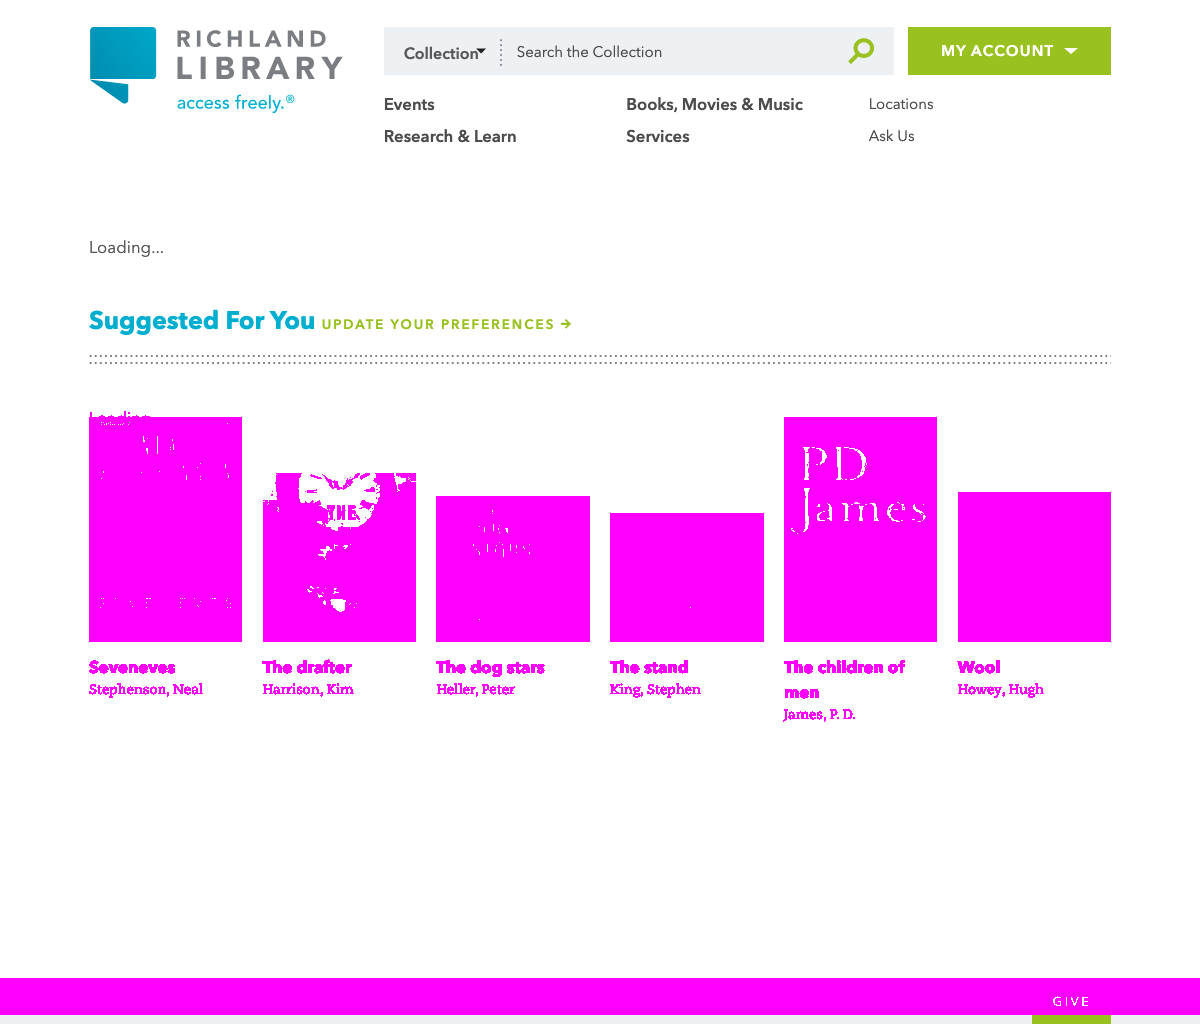 RICHLAND
LIBRARY
access freely.®
Collection
Search the Collection
MY ACCOUNT
Events
Books, Movies & Music
Locations
Research & Learn
Services
Ask Us
Loading...
Suggested For You UPDATE YOUR PREFERENCES →
THE
PD
James
Seveneves
Stephenson, Neal
The drafter
Harrison, Kim
The dog stars
Heller, Peter
The stand
King, Stephen
The children of
men
James, P. D.
Wool
Howey, Hugh
GIVE